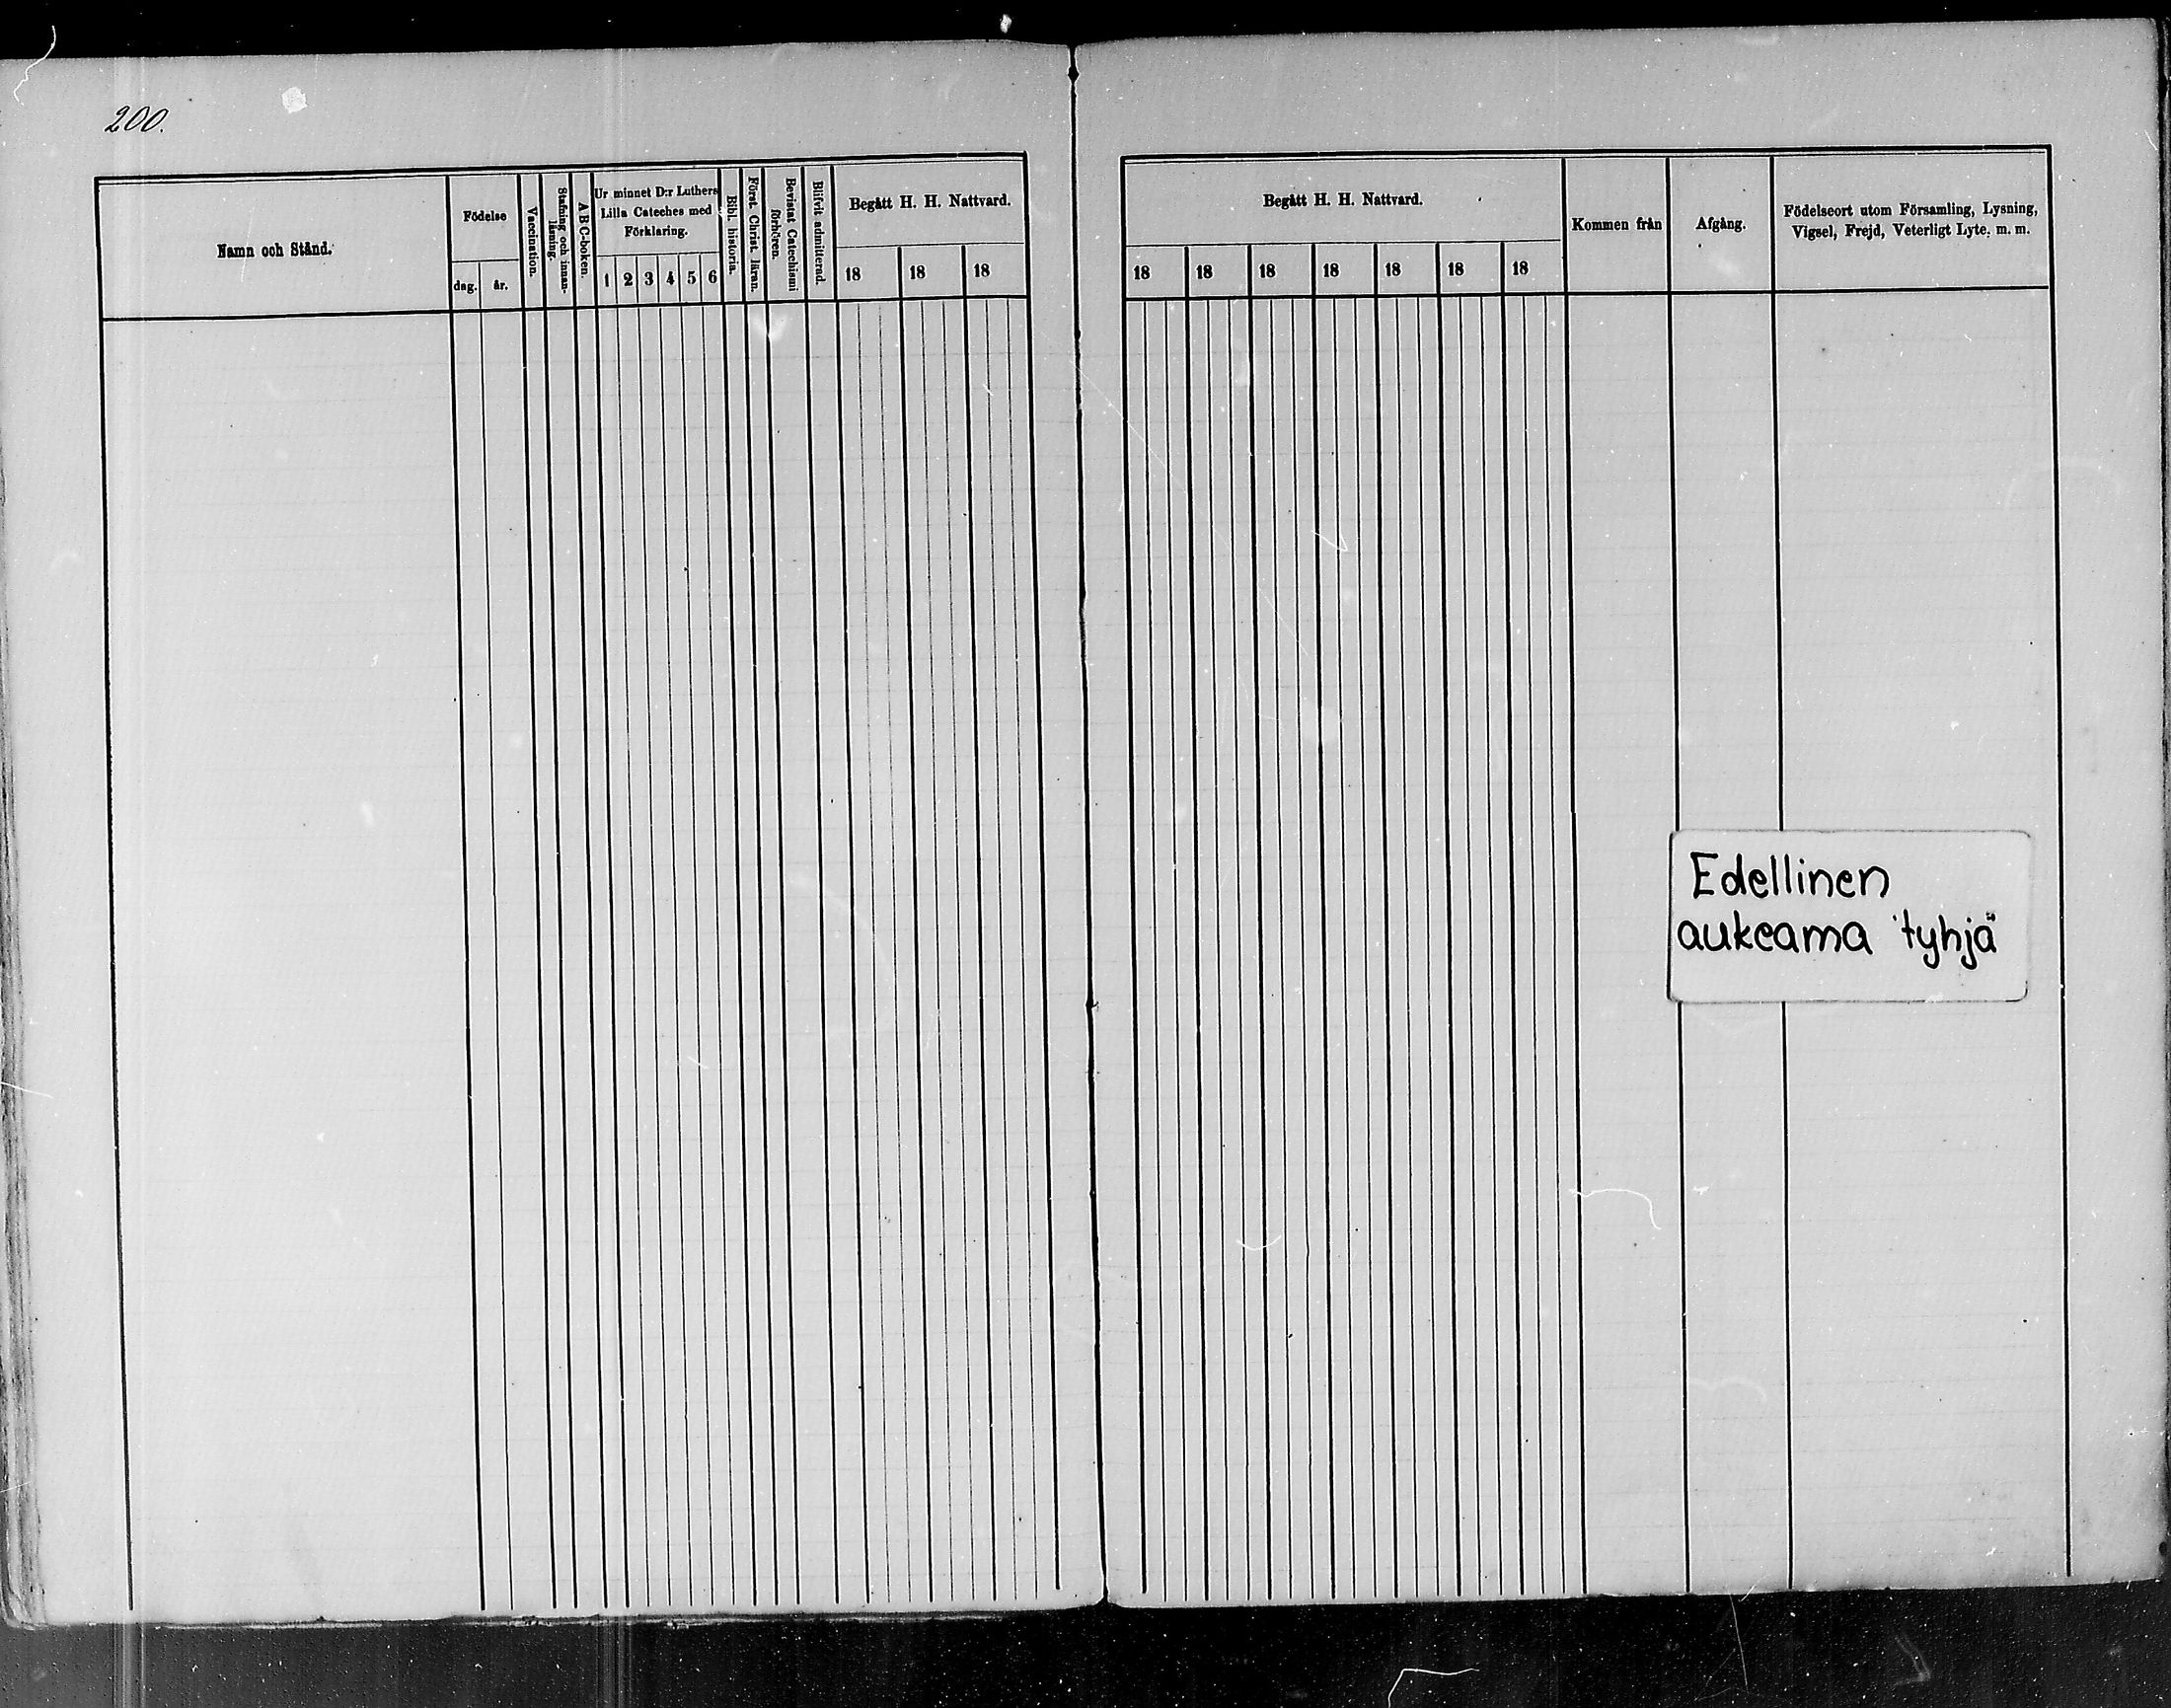 200.
Namn och Stånd.
Födelse
dag.
år.
Vaccination.
Stafning och innan-
läsning.
A B C-boken.
Ur minnet D:r Luthers
Lilla Cateches med
Förklaring.
1 2 3 4 5 6
Bibl. historia.
Först. Christ. läran.
Bevistat Catechismi
förhören.
Blifvit admitterad.
Begått H. H. Nattvard.
18 18 18
Begått H. H. Nattvard.
18 18 18 18 18 18 18
Kommen från
Afgång.
Födelseort utom Församling, Lysning,
Vigsel, Frejd, Veterligt Lyte. m. m.
Edellinen
aukeama tyhjä